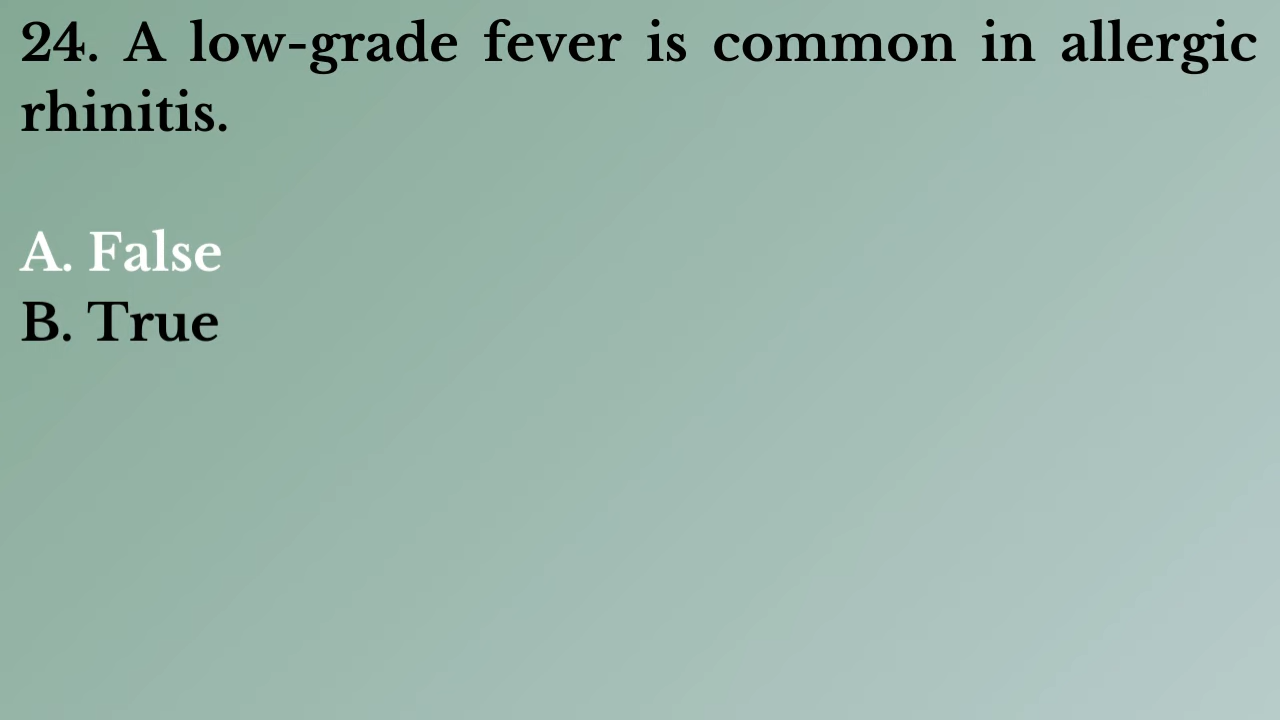 24. A low-grade fever is common in allergic
rhinitis.
A. False
B. True